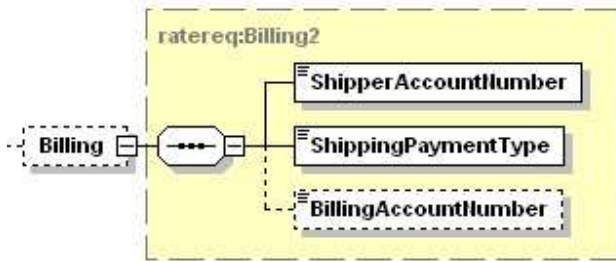 ratereq:Billing2
ShipperAccountNumber
Billing
ShippingPaymentType
BillingAccountNumber